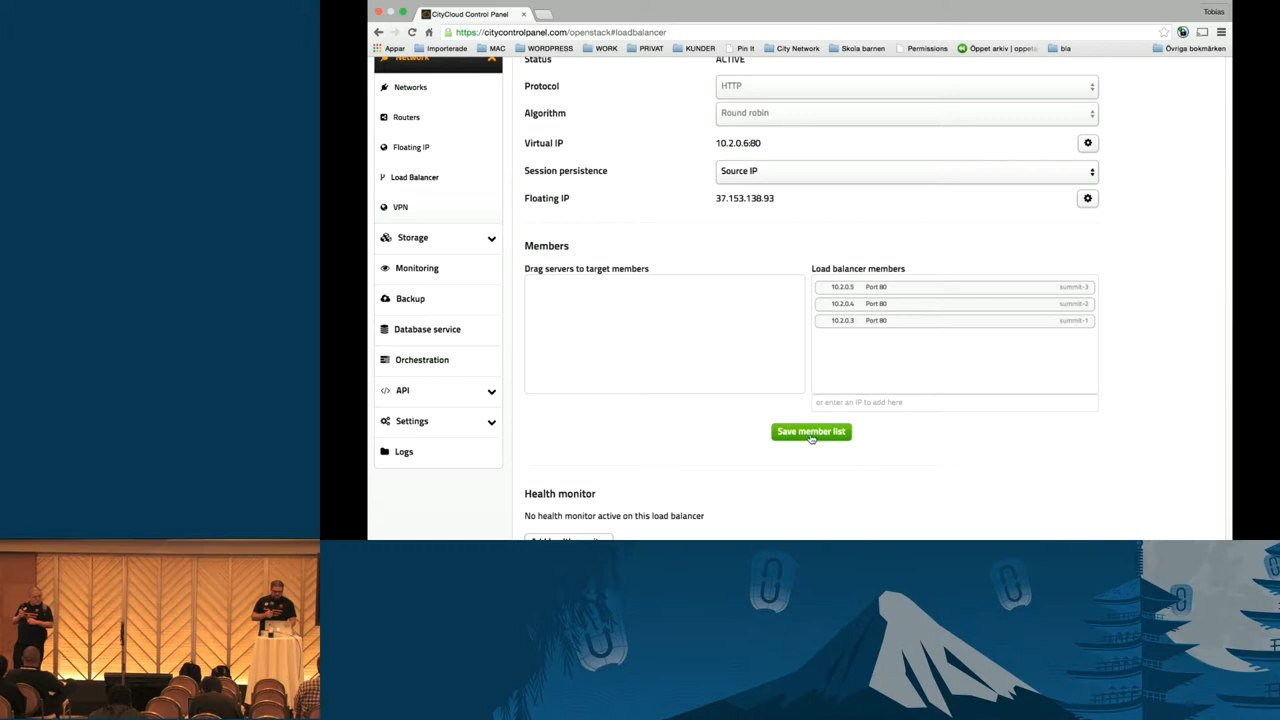 CityCloud Control Panel
Tobias
https://citycontrolpanel.com/openstack#loadbalancer
Appar
Importerade
MAC
WORDPRESS
WORK
PRIVAT
KUNDER
Pin It
City Network
Skola barnen
Permissions
Öppet arkiv | oppeta
bla
Övriga bokmärken
Network
Networks
Routers
Floating IP
Load Balancer
VPN
Storage
Monitoring
Backup
Database service
Orchestration
API
Settings
Logs
Status ACTIVE
Protocol HTTP
Algorithm Round robin
Virtual IP 10.2.0.6:80
Session persistence Source IP
Floating IP 37.153.138.93
Members
Drag servers to target members
Load balancer members
10.2.0.5 Port 80 summit-3
10.2.0.4 Port 80 summit-2
10.2.0.3 Port 80 summit-1
or enter an IP to add here
Save member list
Health monitor
No health monitor active on this load balancer